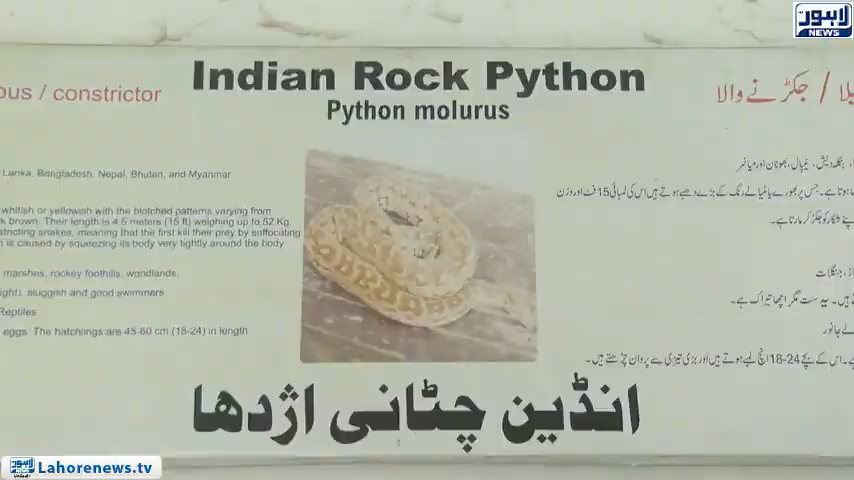 لاہور
NEWS
Indian Rock Python
Python molurus
ous / constrictor
یلا / جکڑنے والا
Lanka, Bangladesh, Nepal, Bhutan, and Myanmar
whitish or yellowish with the blotched patterns varying from
k brown. Their length is 4.6 meters (15 ft) weighing up to 52 Kg.
stricting snakes, meaning that the first kill their prey by suffocating
n is caused by squeezing its body very tightly around the body
marshes, rockey foothills, woodlands,
ight). sluggish and good swimmers
Reptiles
eggs. The hatchlings are 45-60 cm (18-24) in length
بنگلہ دیش، نیپال، بھوٹان اور میانمر
ہوتا ہے۔ جس پر بھورے یا مٹیالے رنگ کے بڑے دھبے ہوتے ہیں اس کی لمبائی 15 فٹ اور وزن
پنے شکار کو جکڑ کر مارتا ہے۔
جنگلات
ہیں۔ یہ سست مگر اچھا تیراک ہے۔
لے جانور
ہے۔ اس کے بچے 24-18 انچ لمبے ہوتے ہیں اور بڑی تیزی سے پروان چڑھتے ہیں۔
انڈین چٹانی اژدھا
لاہور NEWS Lahorenews.tv